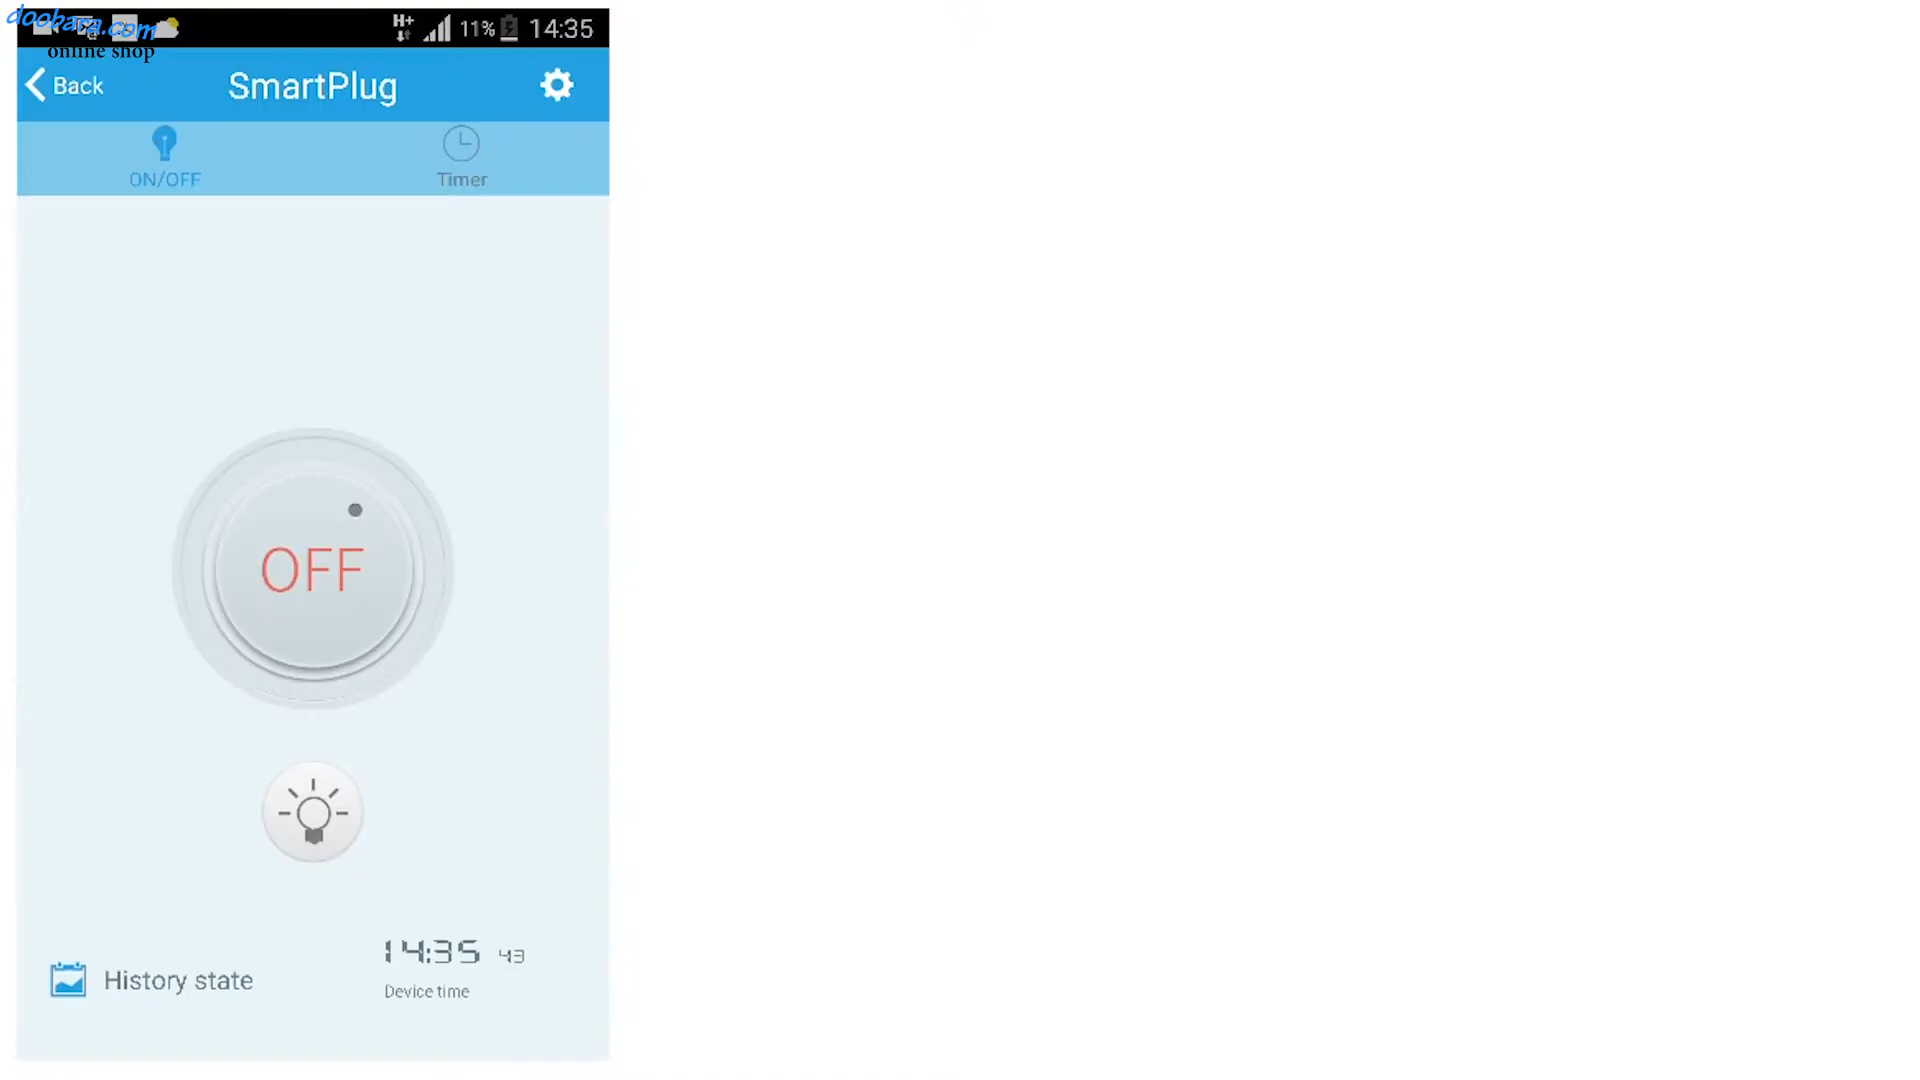 doobara.com
online shop
H+ 11% 14:35
Back SmartPlug
ON/OFF Timer
OFF
14:35 43
History state
Device time